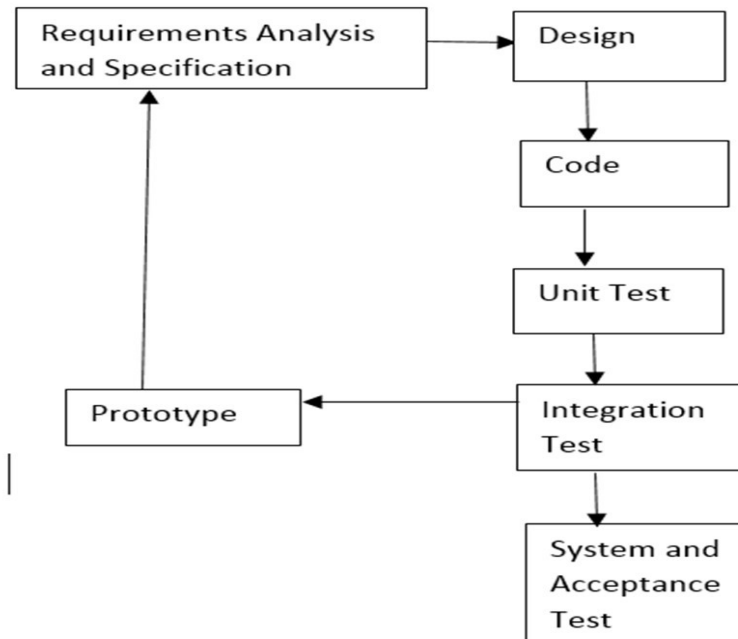 Requirements Analysis
and Specification
Design
Code
Unit Test
Integration
Test
Prototype
System and
Acceptance
Test